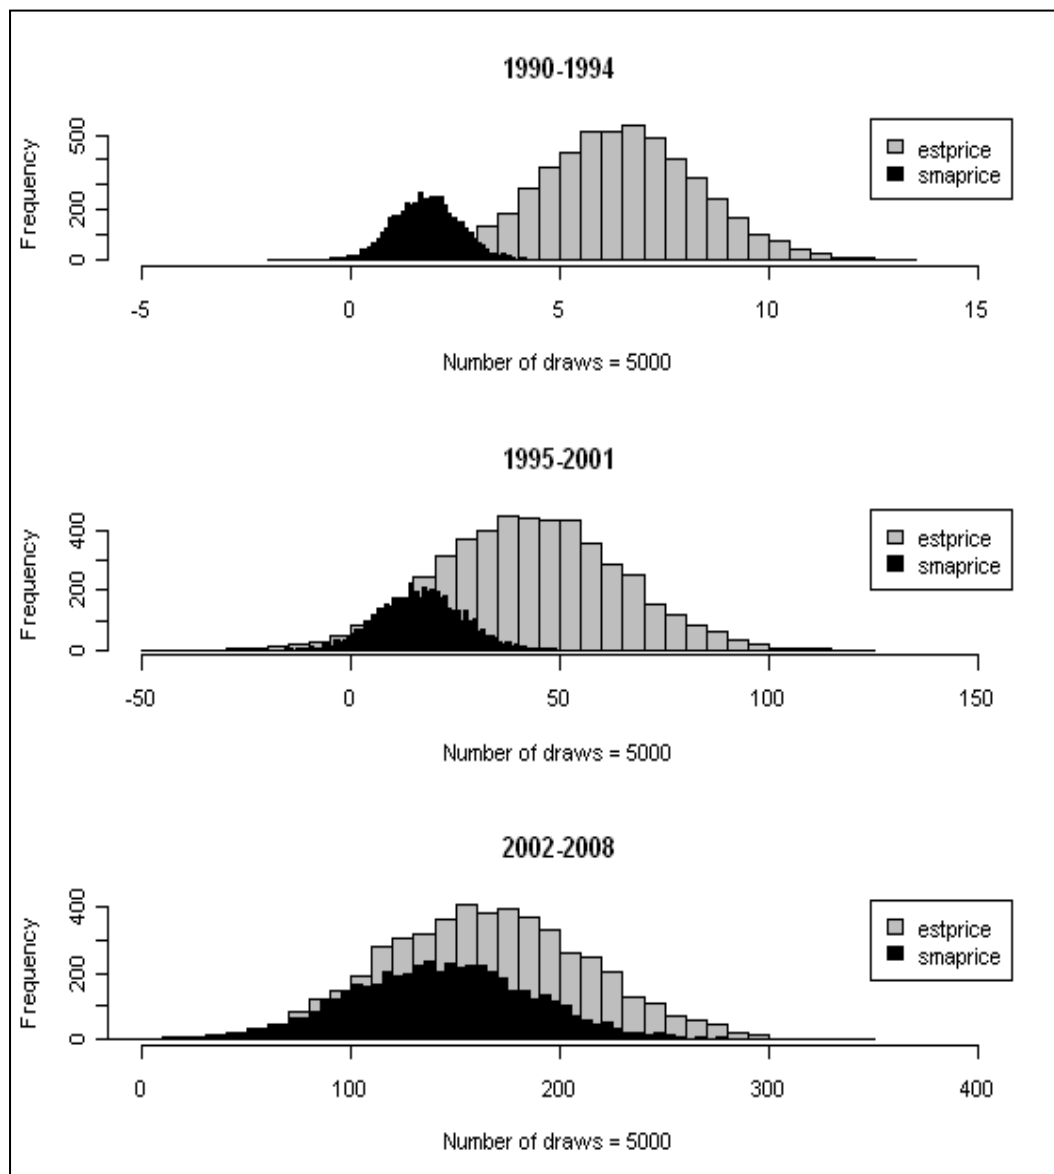 1990-1994
Frequency
0 200 500
estprice
smaprice
-5 0 5 10 15
Number of draws = 5000
1995-2001
Frequency
0 200 400
estprice
smaprice
-50 0 50 100 150
Number of draws = 5000
2002-2008
Frequency
0 200 400
estprice
smaprice
0 100 200 300 400
Number of draws = 5000